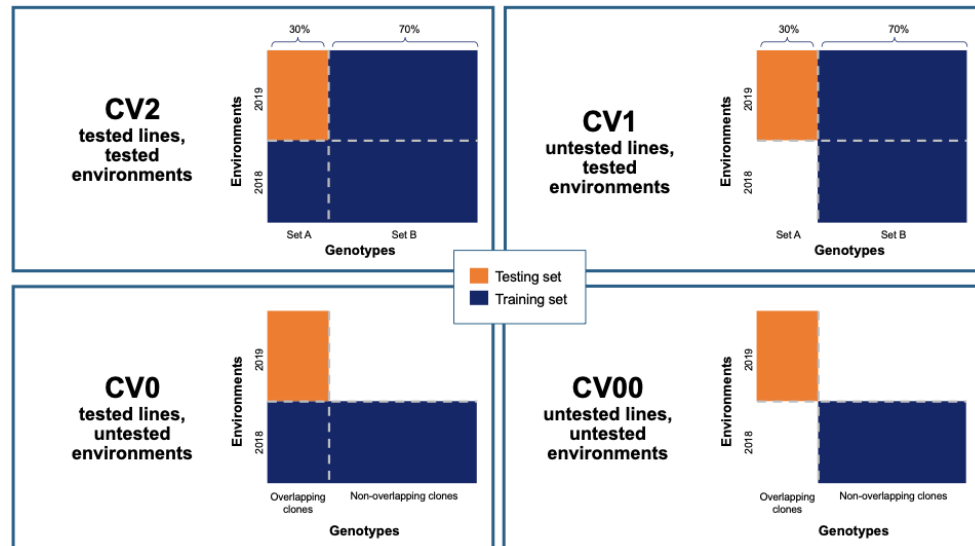 30%
70%
CV2
tested lines,
tested
environments
Environments
2019
2018
Set A
Set B
Genotypes
30%
70%
CV1
untested lines,
tested
environments
Environments
2019
2018
Set A
Set B
Genotypes
Testing set
Training set
CV0
tested lines,
untested
environments
Environments
2019
2018
Overlapping
clones
Non-overlapping clones
Genotypes
CV00
untested lines,
untested
environments
Environments
2019
2018
Overlapping
clones
Non-overlapping clones
Genotypes